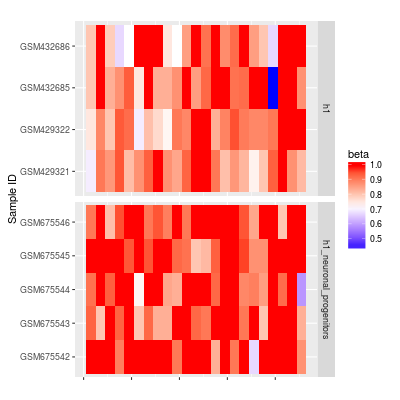 GSM432686
GSM432685
GSM429322
GSM429321
h1
GSM675546
GSM675545
GSM675544
GSM675543
GSM675542
h1_neuronal_progenitors
Sample ID
beta
1.0
0.9
0.8
0.7
0.6
0.5